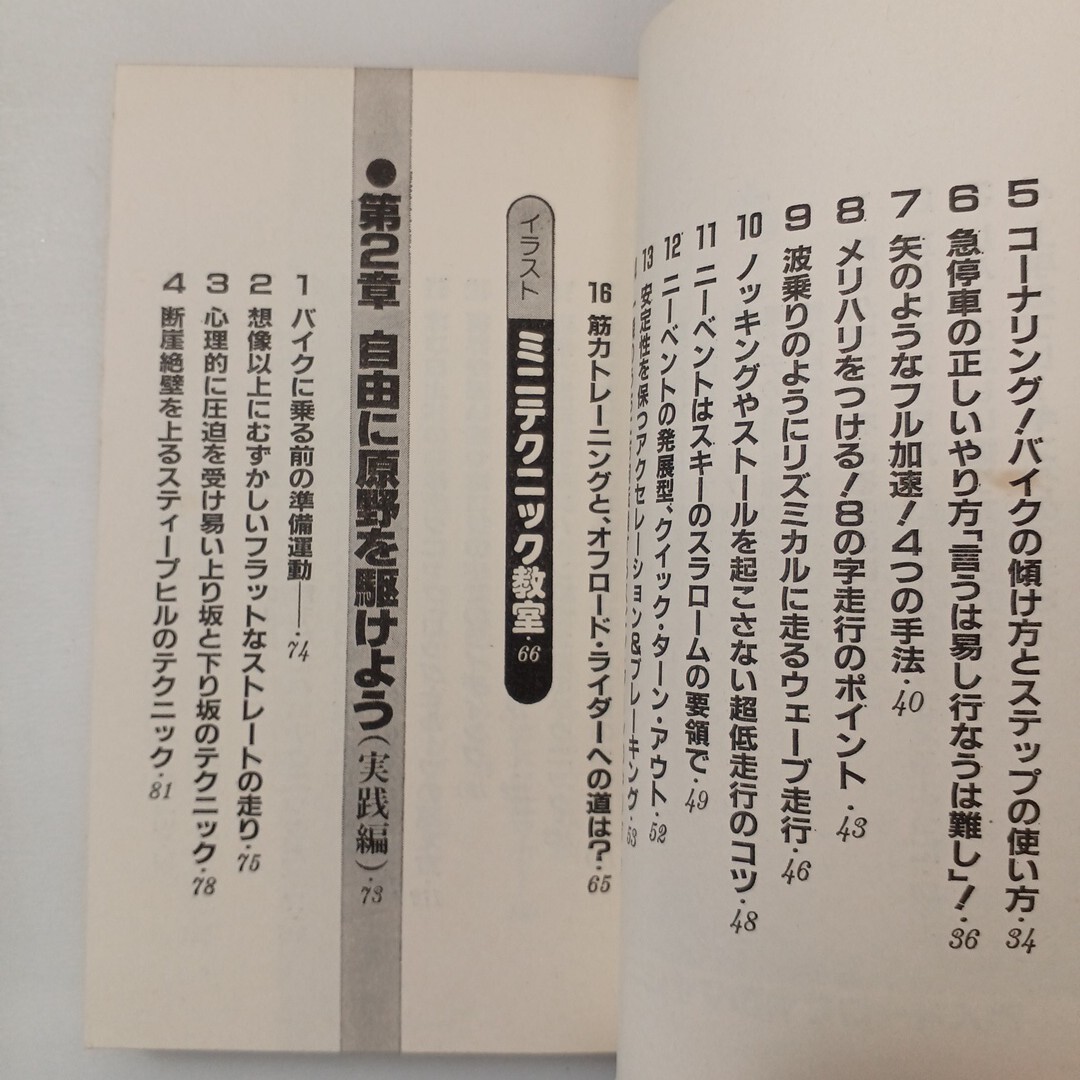 5 コーナリング!バイクの傾け方とステップの使い方・34
6 急停車の正しいやり方「言うは易し行なうは難し」!・36
7 矢のようなフル加速!4つの手法・40
8 メリハリをつける!8の字走行のポイント・43
9 波乗りのようにリズミカルに走るウェーブ走行・46
10 ノッキングやストールを起こさない超低走行のコツ・48
11 ニーベントはスキーのスラロームの要領で・49
12 ニーベントの発展型、クイック・ターン・アウト・52
13 安定性を保つアクセレーション&ブレーキング・53
16 筋力トレーニングと、オフロード・ライダーへの道は?・65
イラスト ミニテクニック教室・66
●第2章 自由に原野を駆けよう(実践編)・73
1 バイクに乗る前の準備運動――・74
2 想像以上にむずかしいフラットなストレートの走り・75
3 心理的に圧迫を受け易い上り坂と下り坂のテクニック・78
4 断崖絶壁を上るスティープヒルのテクニック・81